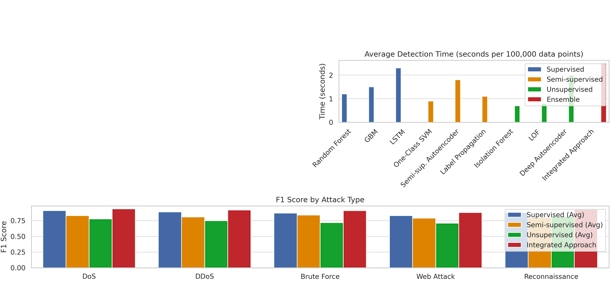 Average Detection Time (seconds per 100,000 data points)
Time (seconds)
2
1
0
Supervised
Semi-supervised
Unsupervised
Ensemble
Random Forest
GBM
LSTM
One-Class SVM
Semi-sup. Autoencoder
Label Propagation
Isolation Forest
LOF
Deep Autoencoder
Integrated Approach
F1 Score by Attack Type
F1 Score
0.75
0.50
0.25
0.00
Supervised (Avg)
Semi-supervised (Avg)
Unsupervised (Avg)
Integrated Approach
DoS
DDoS
Brute Force
Web Attack
Reconnaissance